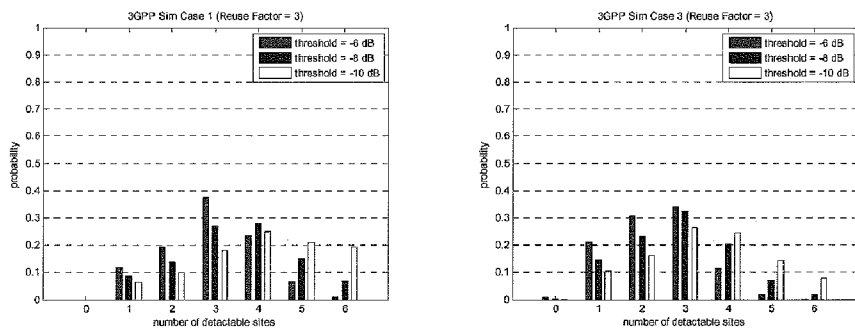 3GPP Sim Case 1 (Reuse Factor = 3)
1
0.9
0.8
0.7
0.6
0.5
0.4
0.3
0.2
0.1
0
probability
threshold = -6 dB
threshold = -8 dB
threshold = -10 dB
0 1 2 3 4 5 6
number of detactable sites
3GPP Sim Case 3 (Reuse Factor = 3)
1
0.9
0.8
0.7
0.6
0.5
0.4
0.3
0.2
0.1
0
probability
threshold = -6 dB
threshold = -8 dB
threshold = -10 dB
0 1 2 3 4 5 6
number of detactable sites